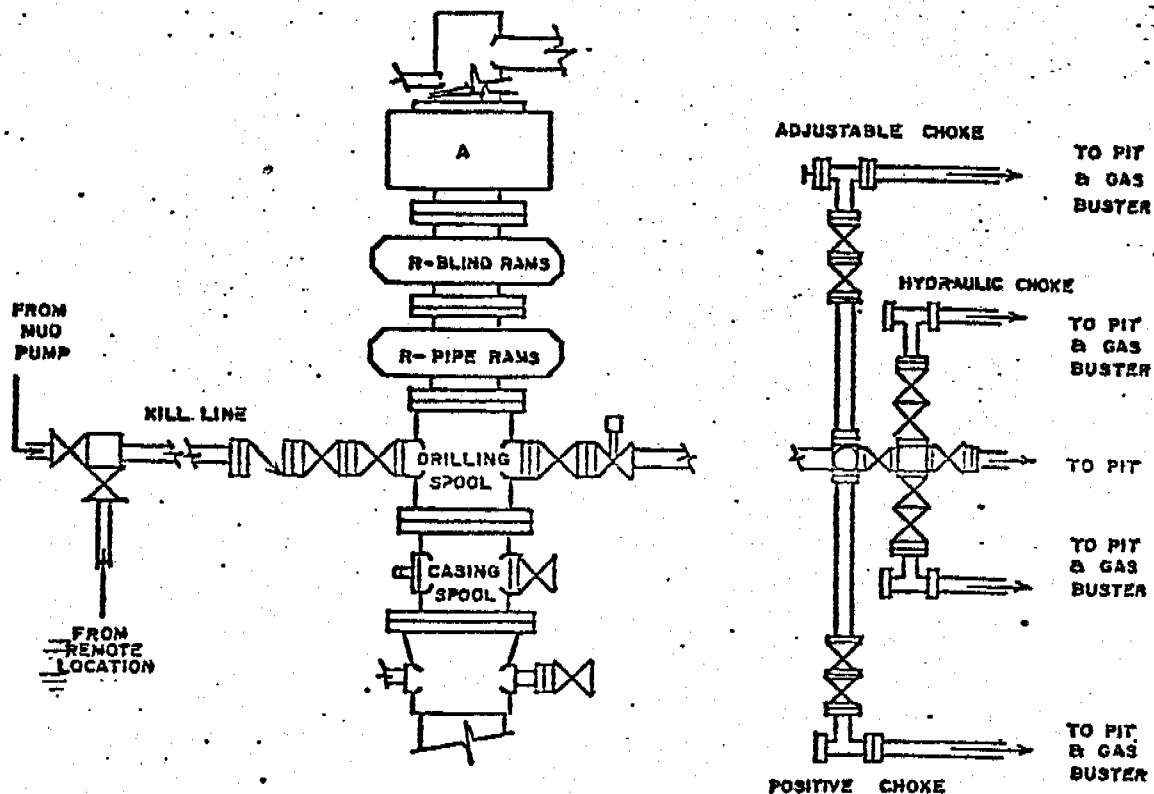 A
R-BLIND RAMS
R- PIPE RAMS
FROM
MUD
PUMP
KILL LINE
DRILLING
SPOOL
CASING
SPOOL
FROM
REMOTE
LOCATION
ADJUSTABLE CHOKE
TO PIT
& GAS
BUSTER
HYDRAULIC CHOKE
TO PIT
& GAS
BUSTER
TO PIT
TO PIT
& GAS
BUSTER
TO PIT
& GAS
BUSTER
POSITIVE CHOKE